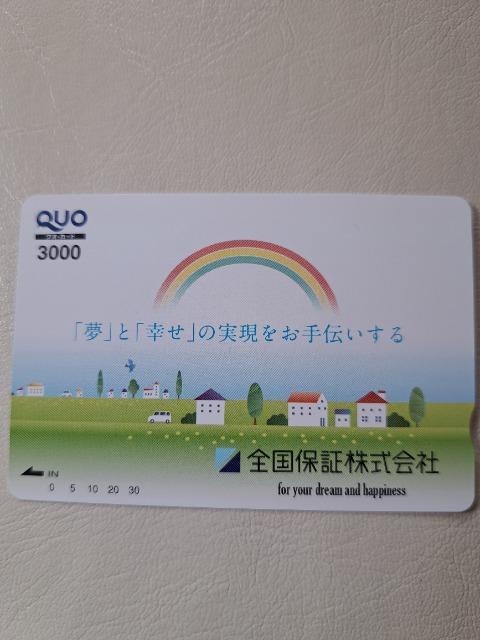 QUO
クオ・カード
3000
「夢」と「幸せ」の実現をお手伝いする
全国保証株式会社
for your dream and happiness
IN
0 5 10 20 30